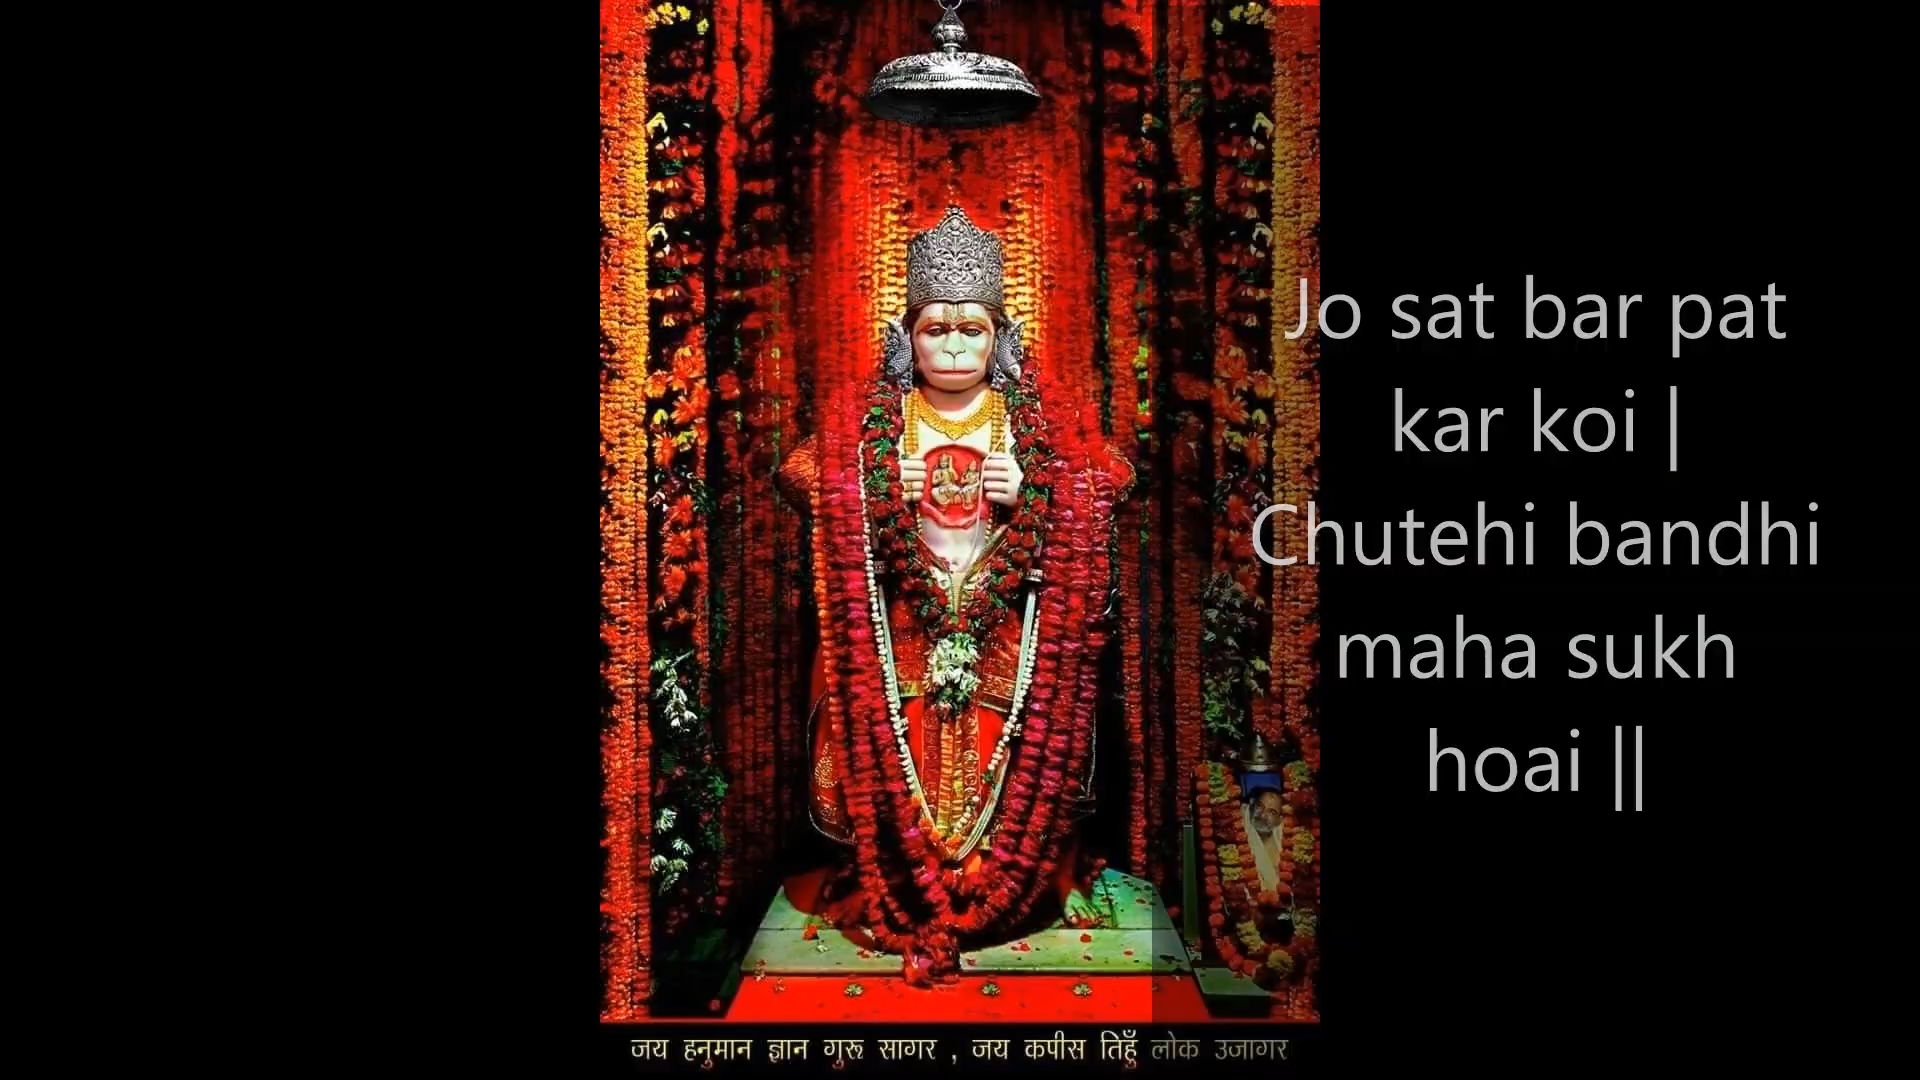 Jo sat bar pat
kar koi |
Chutehi bandhi
maha sukh
hoai ||
जय हनुमान ज्ञान गुरू सागर , जय कपीस तिहुँ लोक उजागर